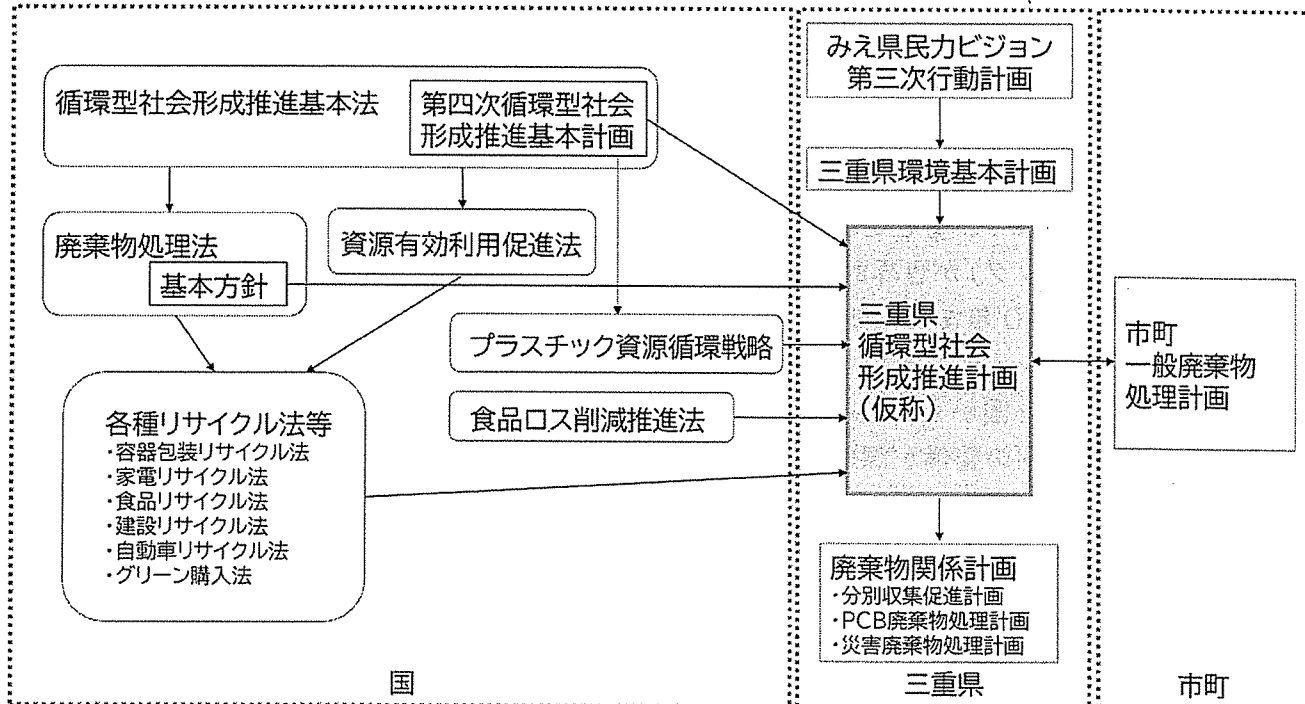 循環型社会形成推進基本法
第四次循環型社会
形成推進基本計画
廃棄物処理法
基本方針
資源有効利用促進法
プラスチック資源循環戦略
食品ロス削減推進法
各種リサイクル法等
・容器包装リサイクル法
・家電リサイクル法
・食品リサイクル法
・建設リサイクル法
・自動車リサイクル法
・グリーン購入法
国
みえ県民力ビジョン
第三次行動計画
三重県環境基本計画
三重県
循環型社会
形成推進計画
(仮称)
廃棄物関係計画
・分別収集促進計画
・PCB廃棄物処理計画
・災害廃棄物処理計画
三重県
市町
一般廃棄物
処理計画
市町